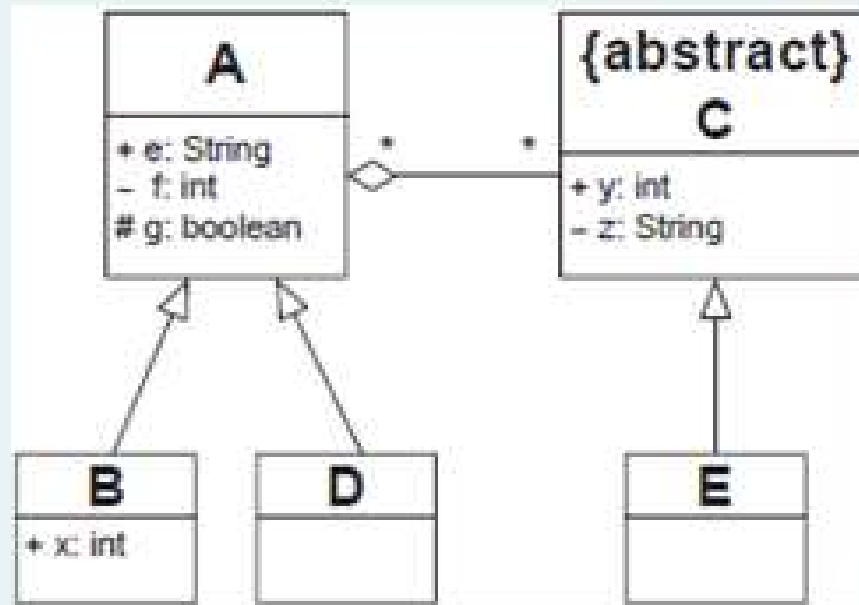 A
+ e: String
- f: int
# g: boolean
* *
{abstract}
C
+ y: int
- z: String
B
+ x: int
D
E